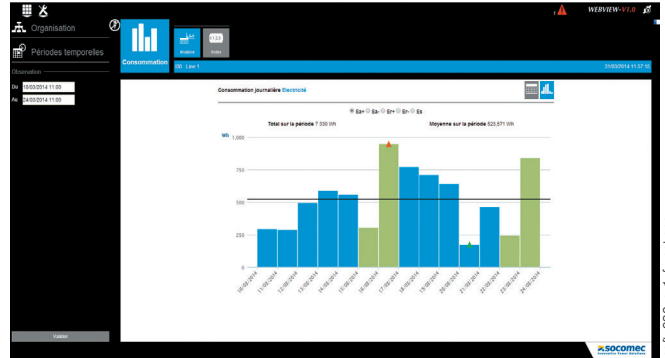 WEBVIEW-V1.0
Organisation
Périodes temporelles
Observation
Du 10/03/2014 11:00
Au 24/03/2014 11:00
Valider
Consommation
Analyse
Index
Line 1
31/03/2014 11:57:10
Consommation journalière Electricité
Ea+ Ea- Er+ Er- Es
Total sur la période 7 330 Wh
Moyenne sur la période 523,571 Wh
Wh
1,000
750
500
250
0
10/03/2014
11/03/2014
12/03/2014
13/03/2014
14/03/2014
15/03/2014
16/03/2014
17/03/2014
18/03/2014
19/03/2014
20/03/2014
21/03/2014
22/03/2014
23/03/2014
24/03/2014
socomec
Innovative Power Solutions